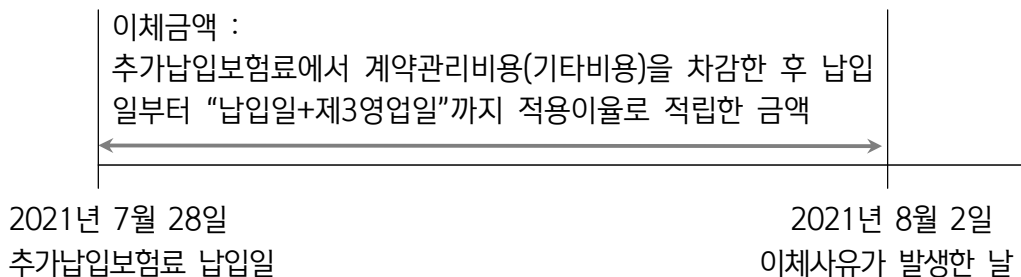 이체금액 :
추가납입보험료에서 계약관리비용(기타비용)을 차감한 후 납입
일부터 “납입일+제3영업일”까지 적용이율로 적립한 금액
2021년 7월 28일
추가납입보험료 납입일
2021년 8월 2일
이체사유가 발생한 날